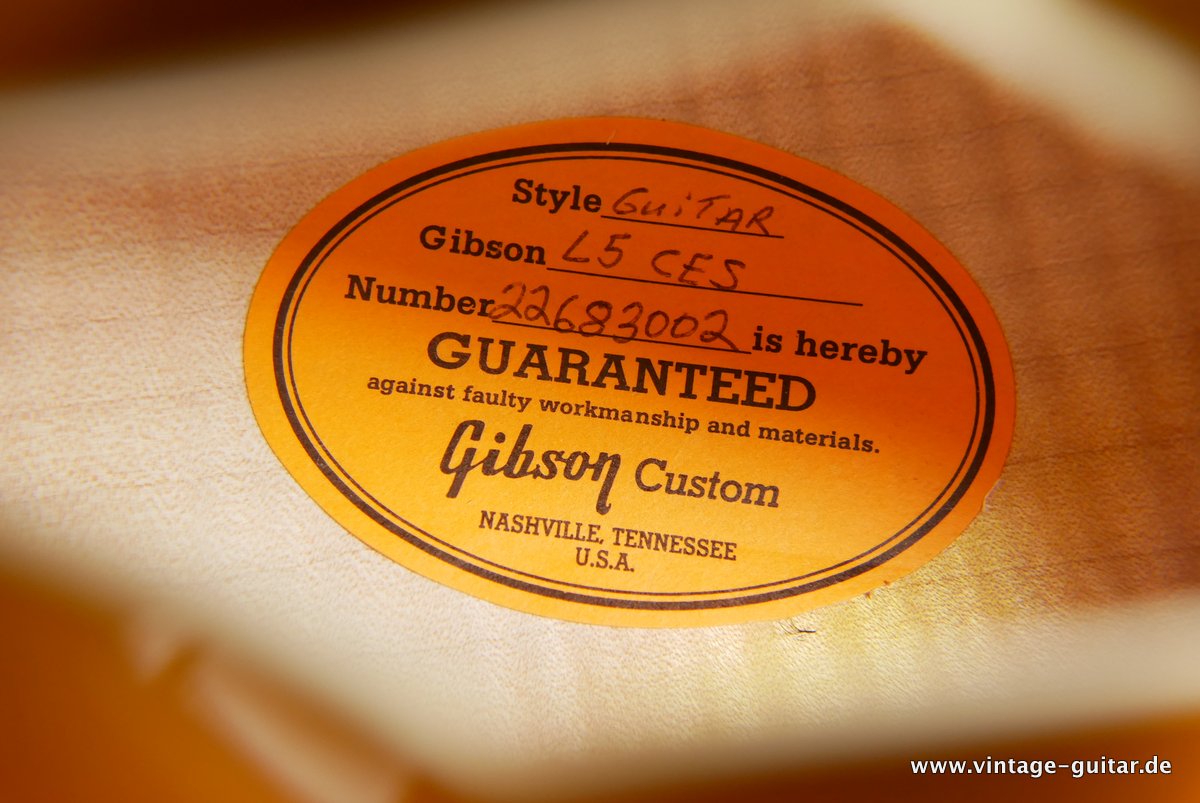 Style GuiTAR
Gibson L5 CES
Number 22683002 is hereby
GUARANTEED
against faulty workmanship and materials.
Gibson Custom
NASHVILLE, TENNESSEE
U.S.A.
www.vintage-guitar.de